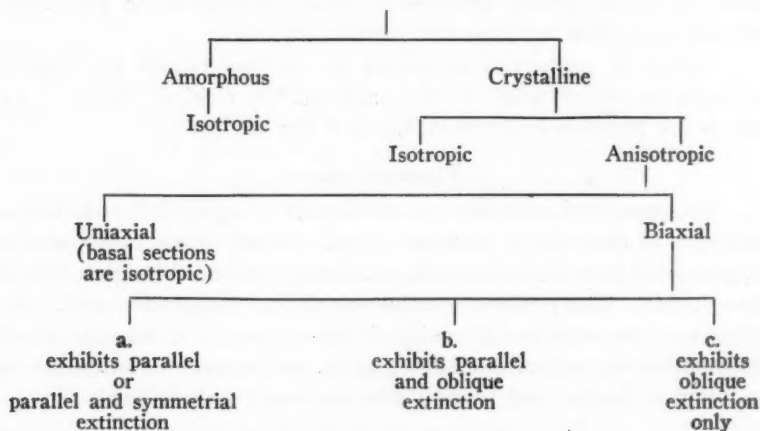 Amorphous
Crystalline
Isotropic
Isotropic
Anisotropic
Uniaxial
(basal sections
are isotropic)
Biaxial
a.
exhibits parallel
or
parallel and symmetrial
extinction
b.
exhibits parallel
and oblique
extinction
c.
exhibits
oblique
extinction
only